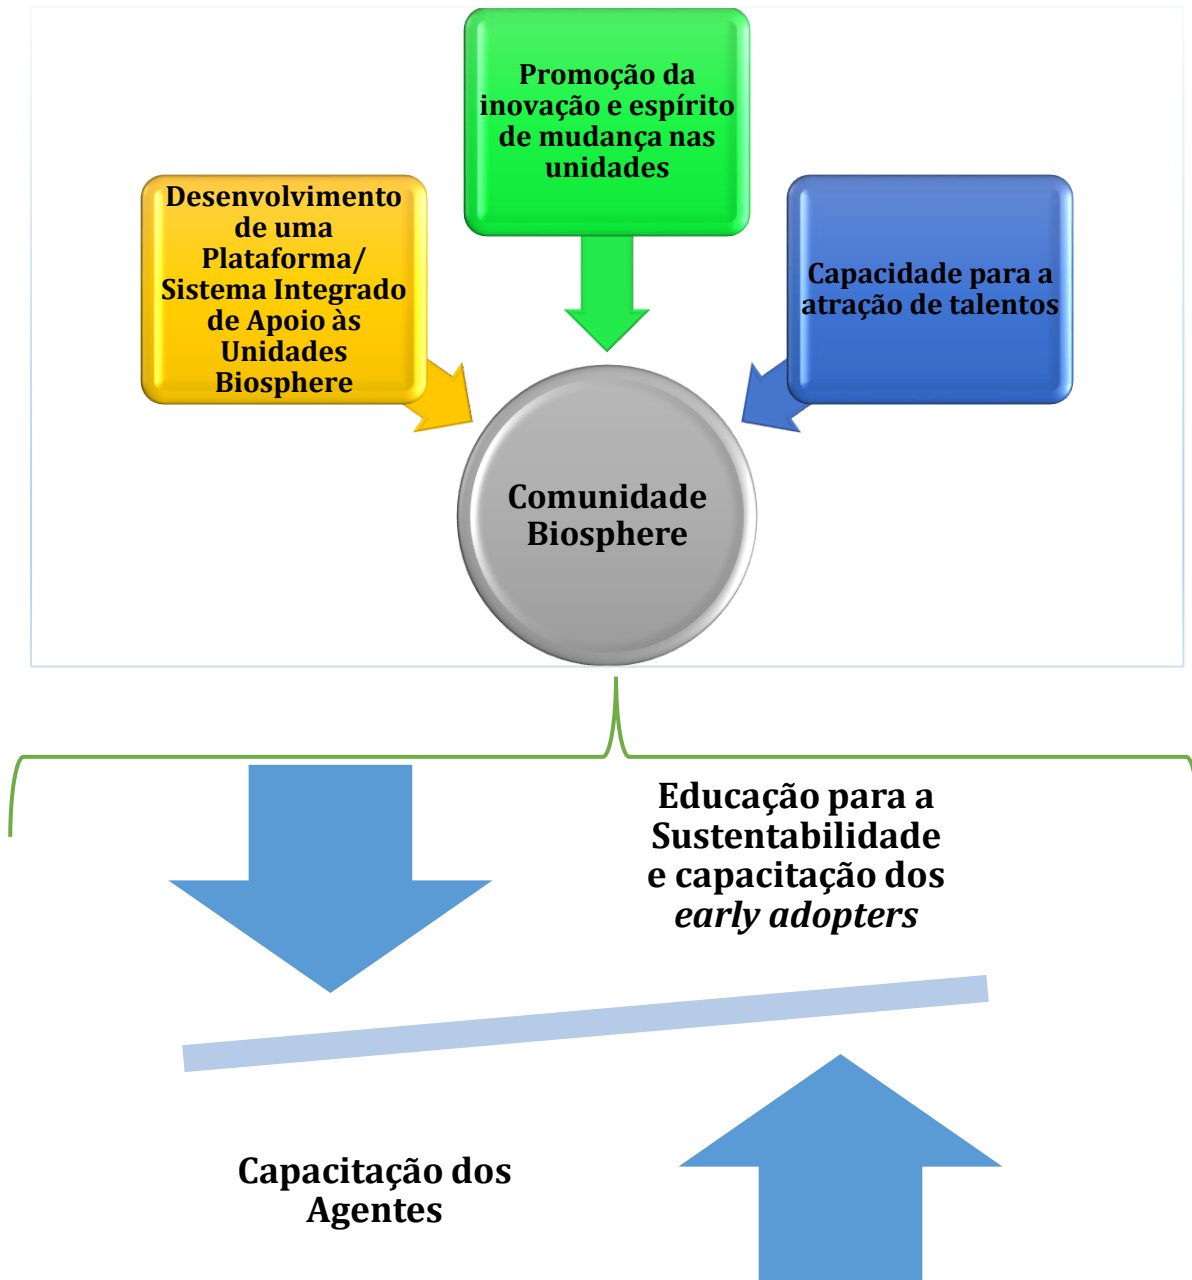 Promoção da
inovação e espírito
de mudança nas
unidades
Desenvolvimento
de uma
Plataforma/
Sistema Integrado
de Apoio às
Unidades
Biosphere
Capacidade para a
atração de talentos
Comunidade
Biosphere
Educação para a
Sustentabilidade
e capacitação dos
early adopters
Capacitação dos
Agentes